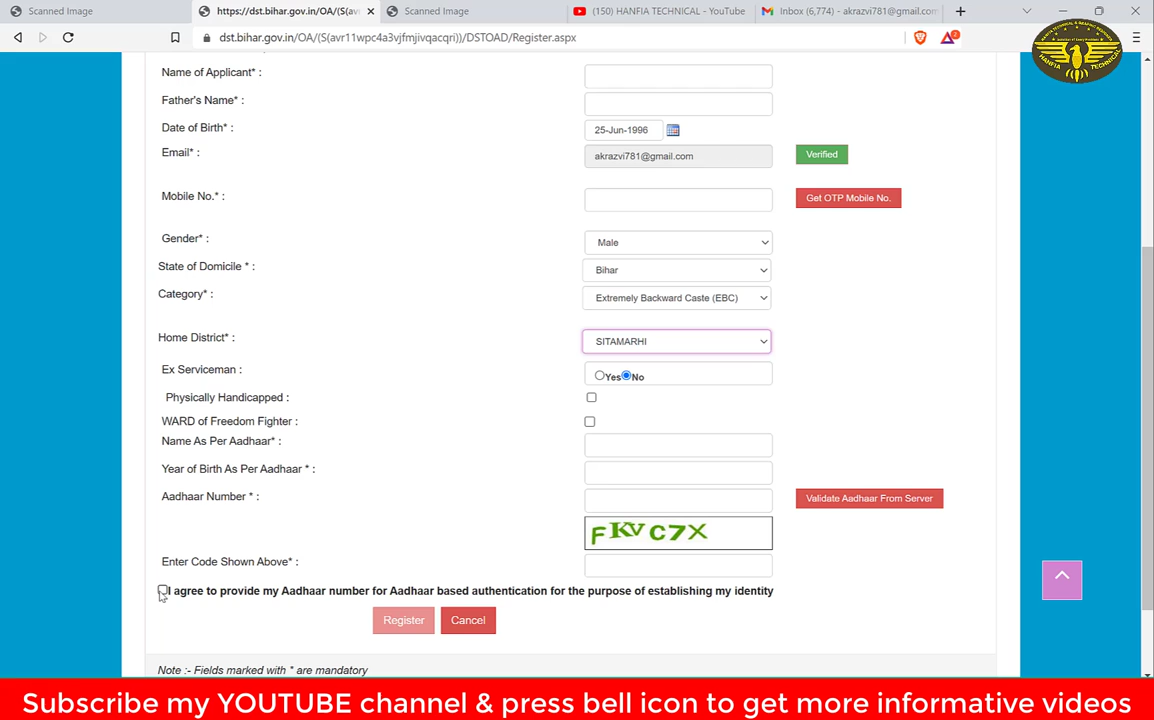 https://dst.bihar.gov.in/OA/(S(av
Scanned Image
Scanned Image
(150) HANFIA TECHNICAL - YouTube
Inbox (6,774) - akrazvi781@gmail.com
dst.bihar.gov.in/OA/(S(avr11wpc4a3vjfmjivqacqri))/DSTOAD/Register.aspx
2
HANFIA TECHNICAL
Name of Applicant* :
Father's Name* :
Date of Birth* :
25-Jun-1996
Email* :
akrazvi781@gmail.com
Verified
Mobile No.* :
Get OTP Mobile No.
Gender* :
Male
State of Domicile * :
Bihar
Category* :
Extremely Backward Caste (EBC)
Home District* :
SITAMARHI
Ex Serviceman :
Yes No
Physically Handicapped :
WARD of Freedom Fighter :
Name As Per Aadhaar* :
Year of Birth As Per Aadhaar * :
Aadhaar Number * :
Validate Aadhaar From Server
FKVC7X
Enter Code Shown Above* :
I agree to provide my Aadhaar number for Aadhaar based authentication for the purpose of establishing my identity
Register
Cancel
Note :- Fields marked with * are mandatory
Subscribe my YOUTUBE channel & press bell icon to get more informative videos